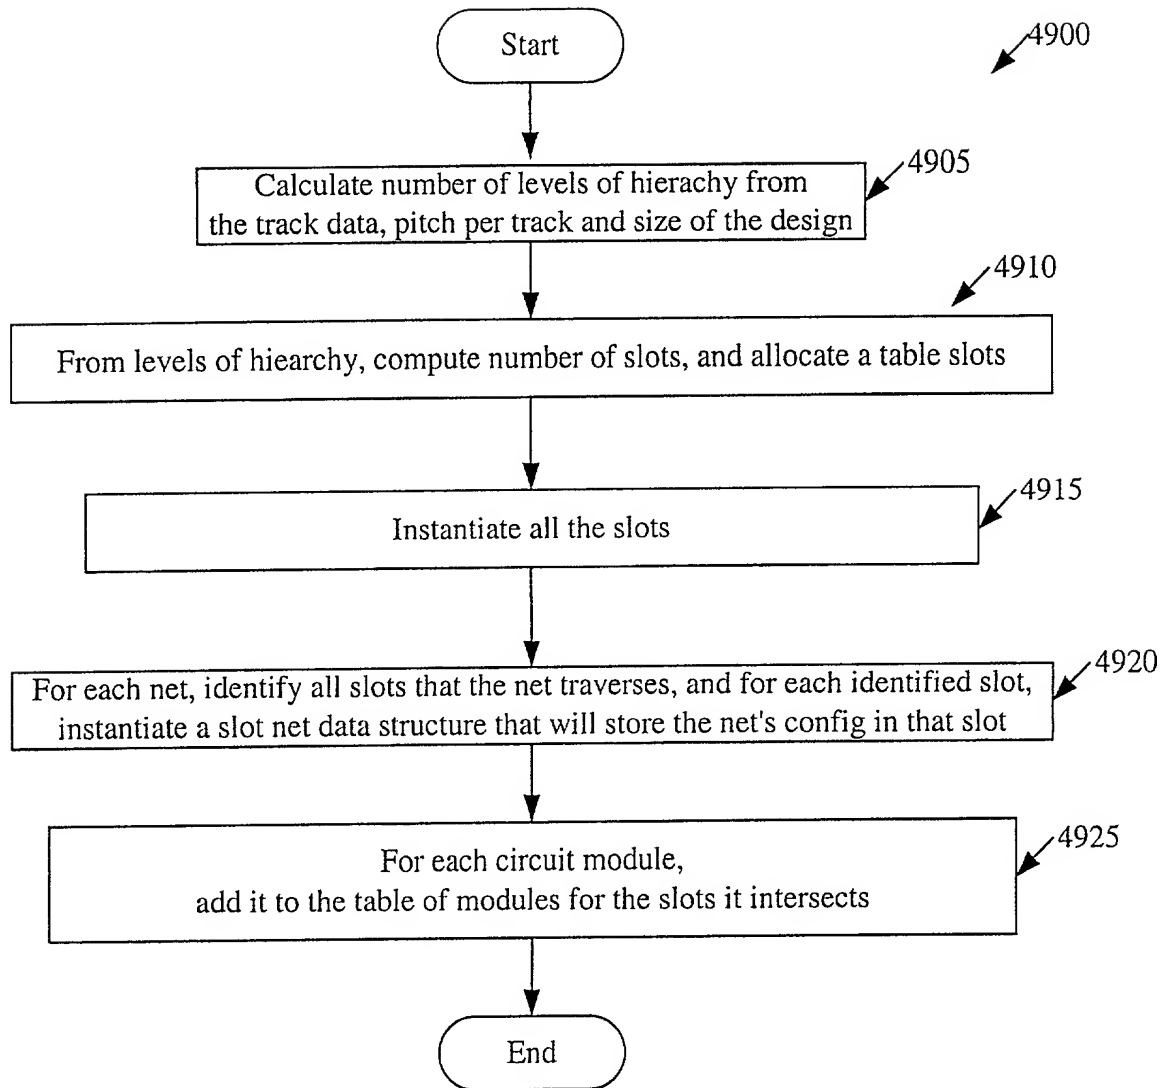 Start
4900
4905
Calculate number of levels of hierachy from
the track data, pitch per track and size of the design
4910
From levels of hiearchy, compute number of slots, and allocate a table slots
4915
Instantiate all the slots
4920
For each net, identify all slots that the net traverses, and for each identified slot,
instantiate a slot net data structure that will store the net's config in that slot
4925
For each circuit module,
add it to the table of modules for the slots it intersects
End